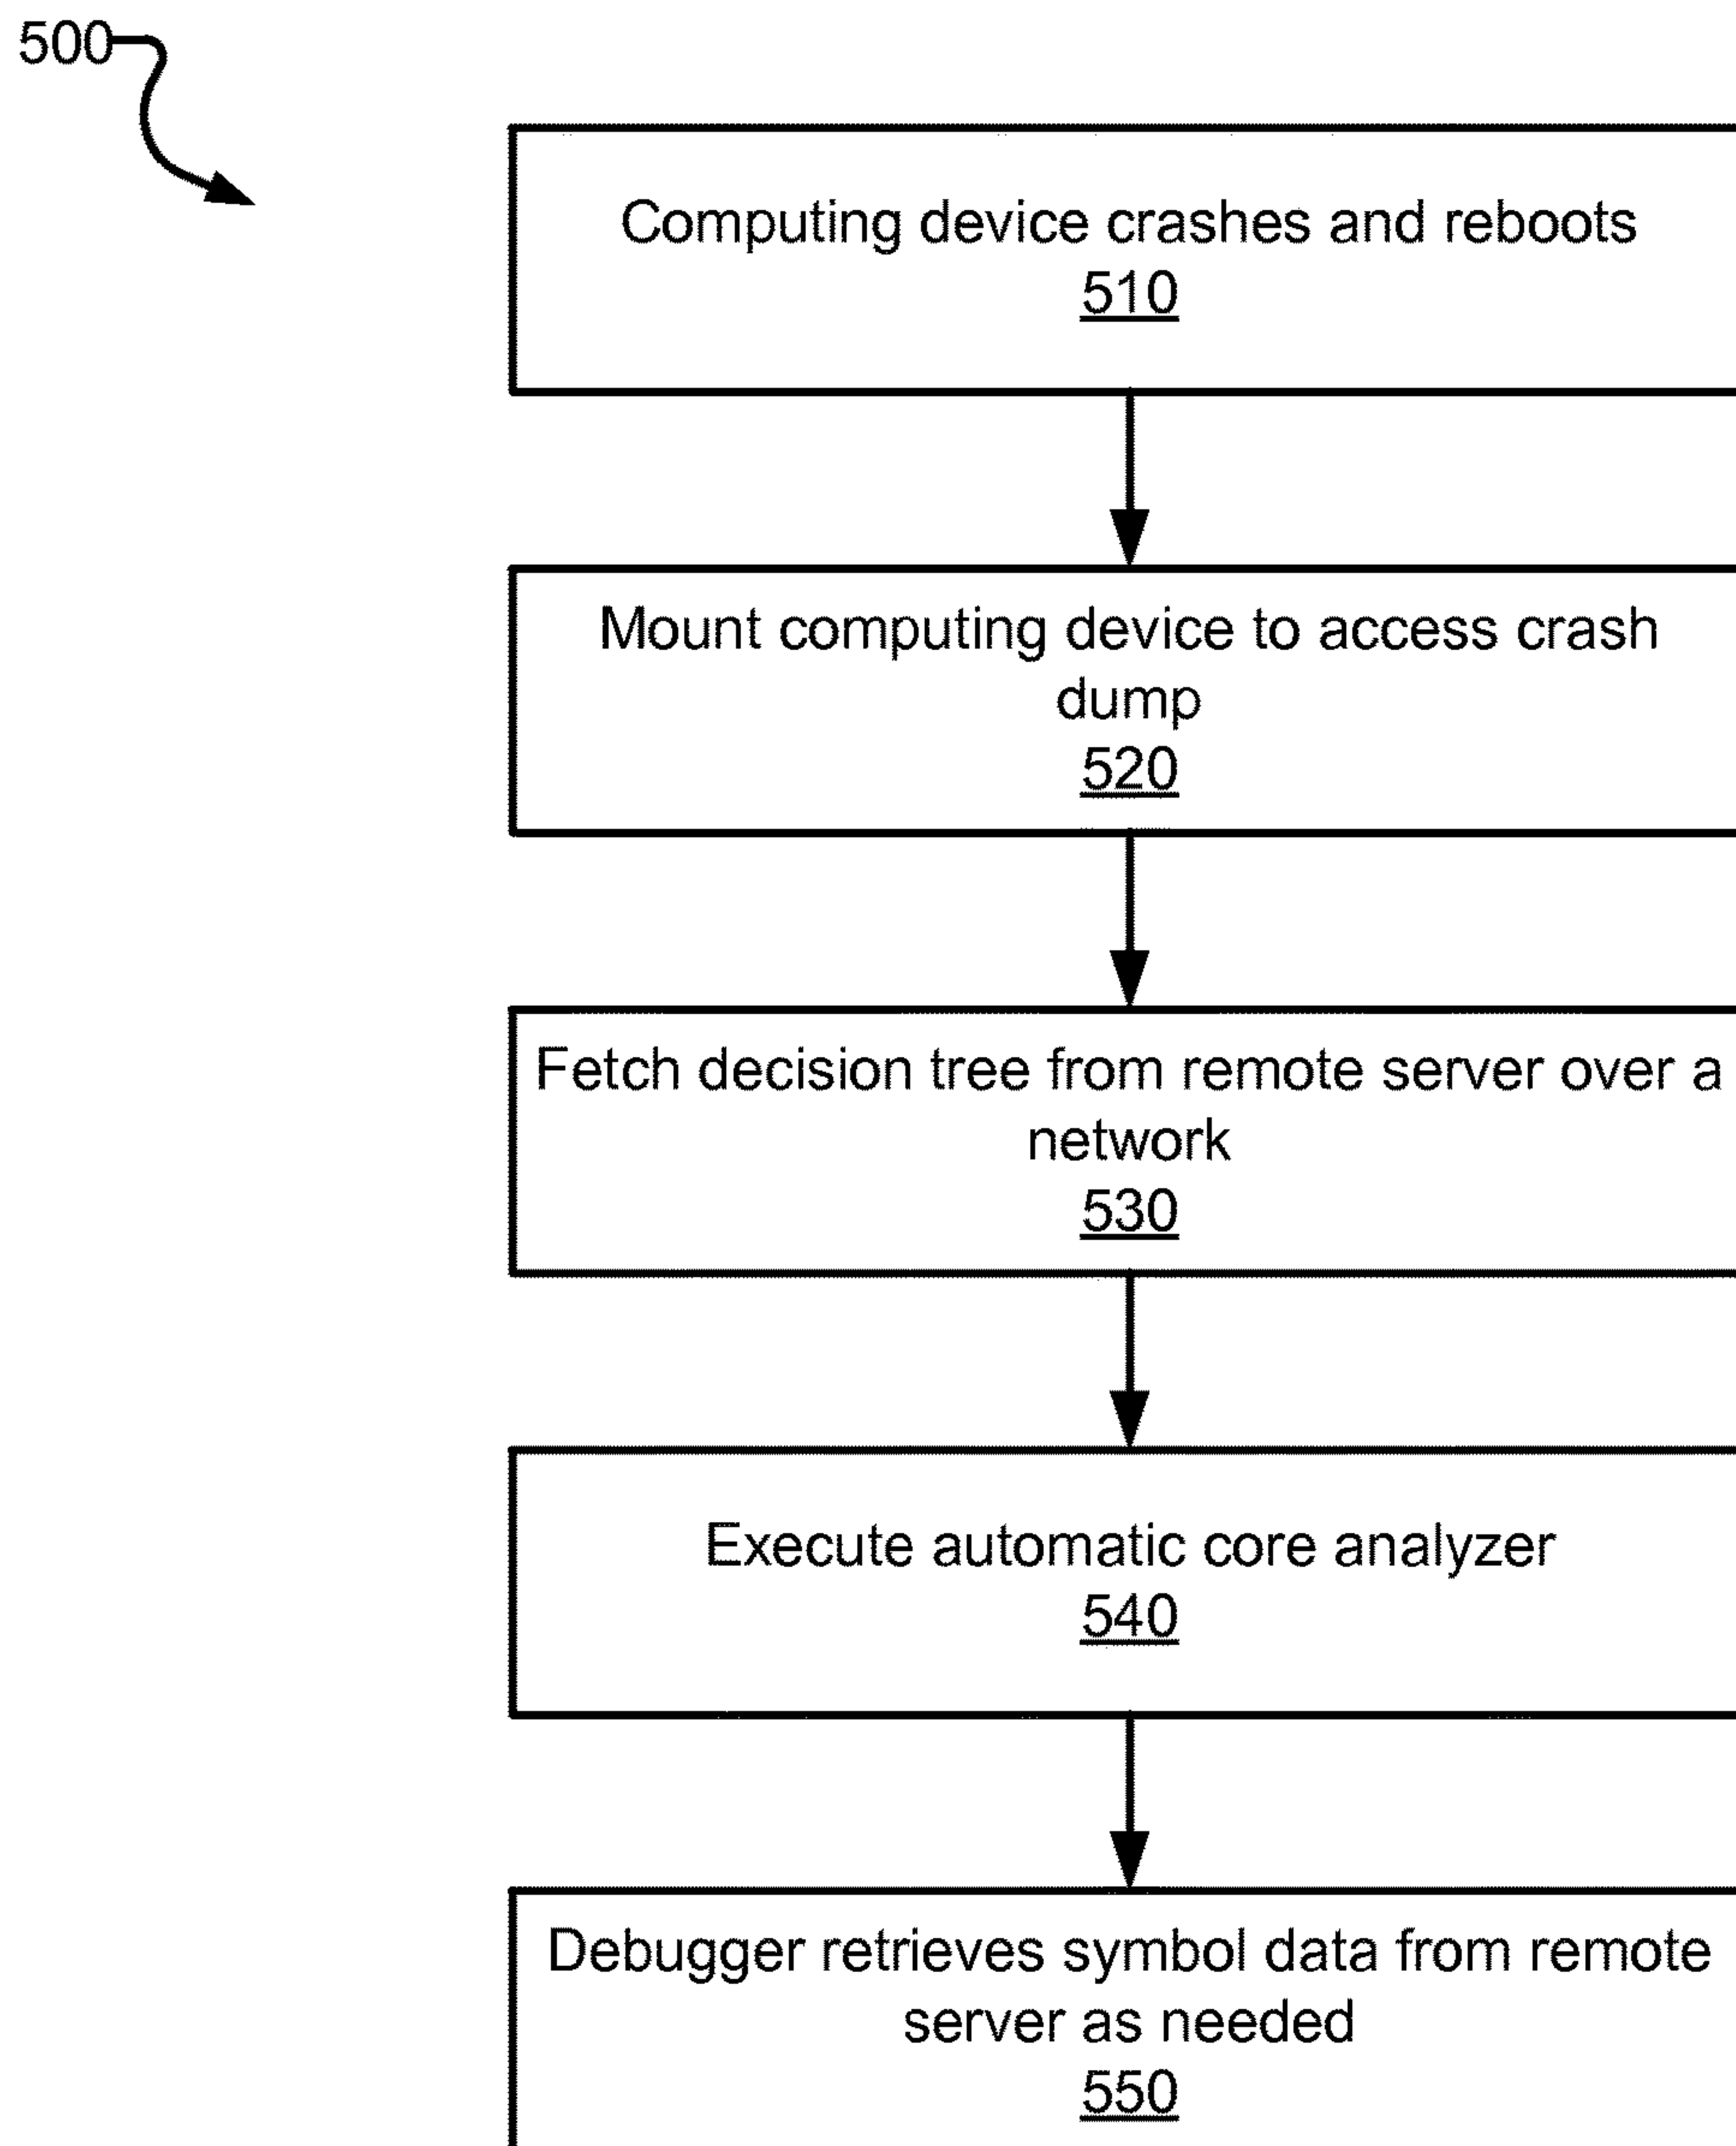 500
Computing device crashes and reboots
510
Mount computing device to access crash
dump
520
Fetch decision tree from remote server over a
network
530
Execute automatic core analyzer
540
Debugger retrieves symbol data from remote
server as needed
550